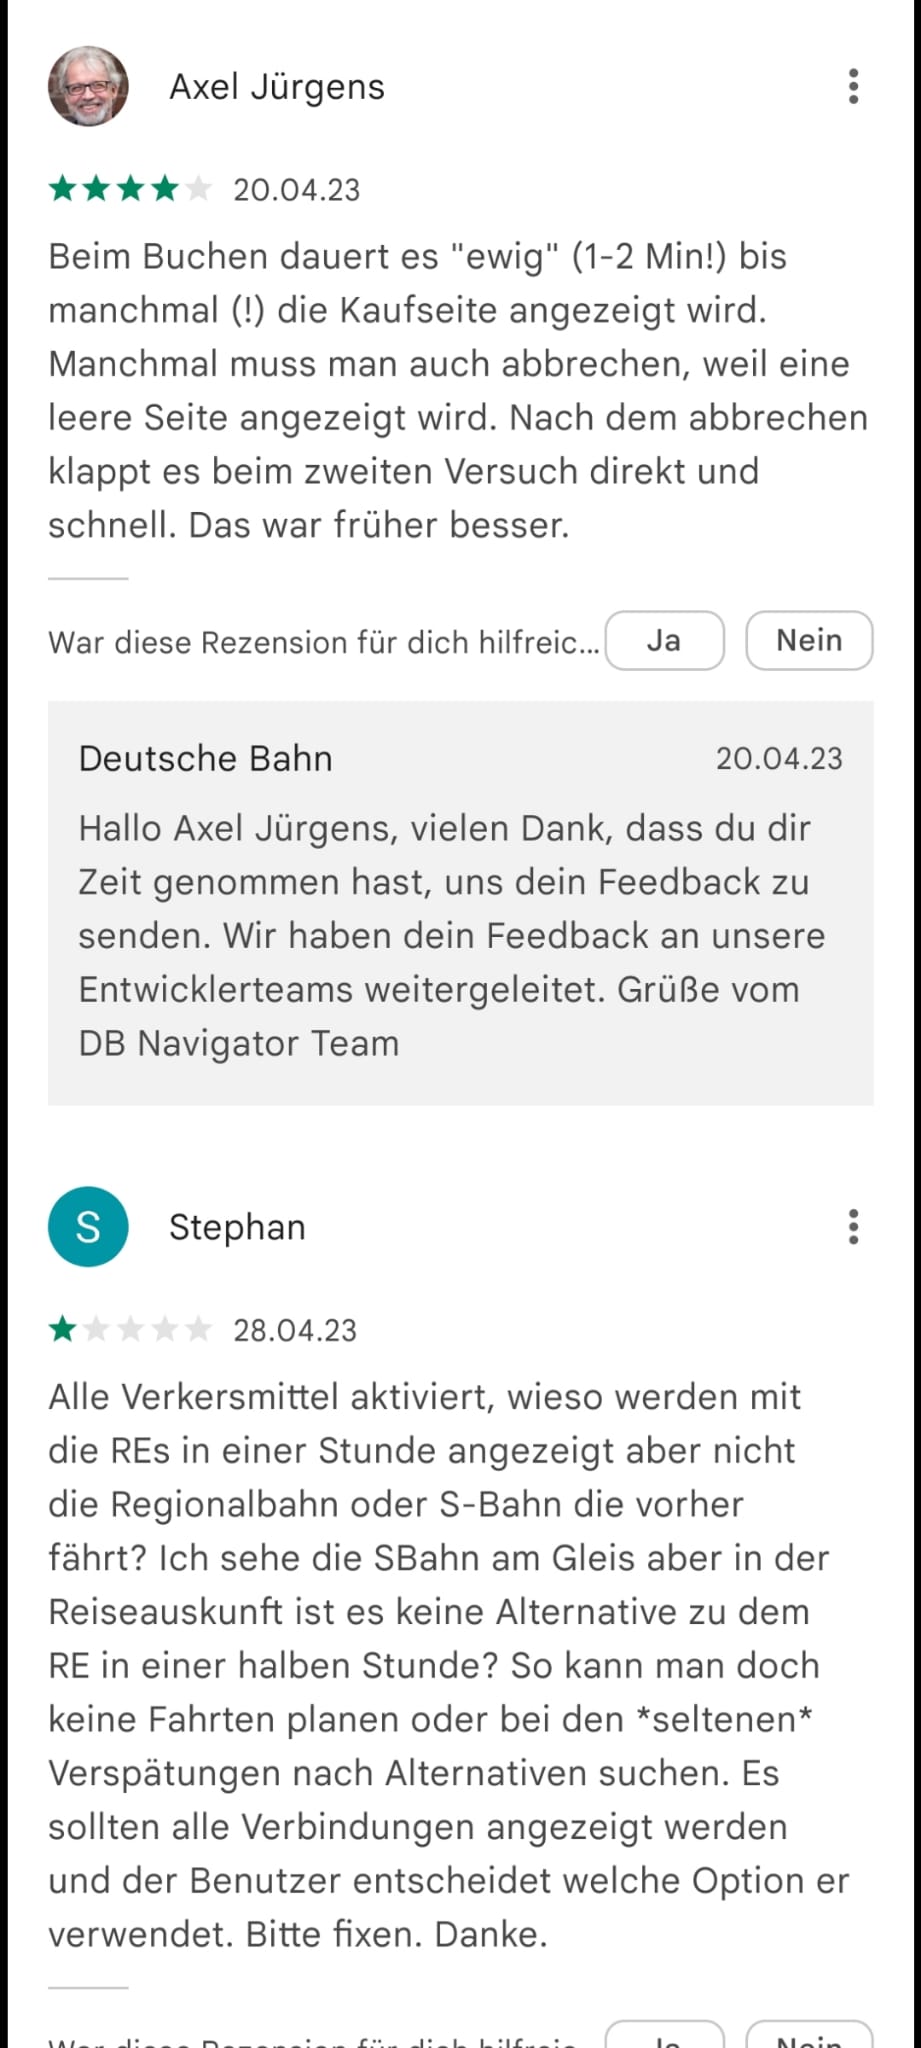 Axel Jürgens
20.04.23
Beim Buchen dauert es "ewig" (1-2 Min!) bis
manchmal (!) die Kaufseite angezeigt wird.
Manchmal muss man auch abbrechen, weil eine
leere Seite angezeigt wird. Nach dem abbrechen
klappt es beim zweiten Versuch direkt und
schnell. Das war früher besser.
War diese Rezension für dich hilfreic... Ja Nein
Deutsche Bahn 20.04.23
Hallo Axel Jürgens, vielen Dank, dass du dir
Zeit genommen hast, uns dein Feedback zu
senden. Wir haben dein Feedback an unsere
Entwicklerteams weitergeleitet. Grüße vom
DB Navigator Team
S Stephan
28.04.23
Alle Verkersmittel aktiviert, wieso werden mit
die REs in einer Stunde angezeigt aber nicht
die Regionalbahn oder S-Bahn die vorher
fährt? Ich sehe die SBahn am Gleis aber in der
Reiseauskunft ist es keine Alternative zu dem
RE in einer halben Stunde? So kann man doch
keine Fahrten planen oder bei den *seltenen*
Verspätungen nach Alternativen suchen. Es
sollten alle Verbindungen angezeigt werden
und der Benutzer entscheidet welche Option er
verwendet. Bitte fixen. Danke.
War diese Rezension für dich hilfreic... Ja Nein